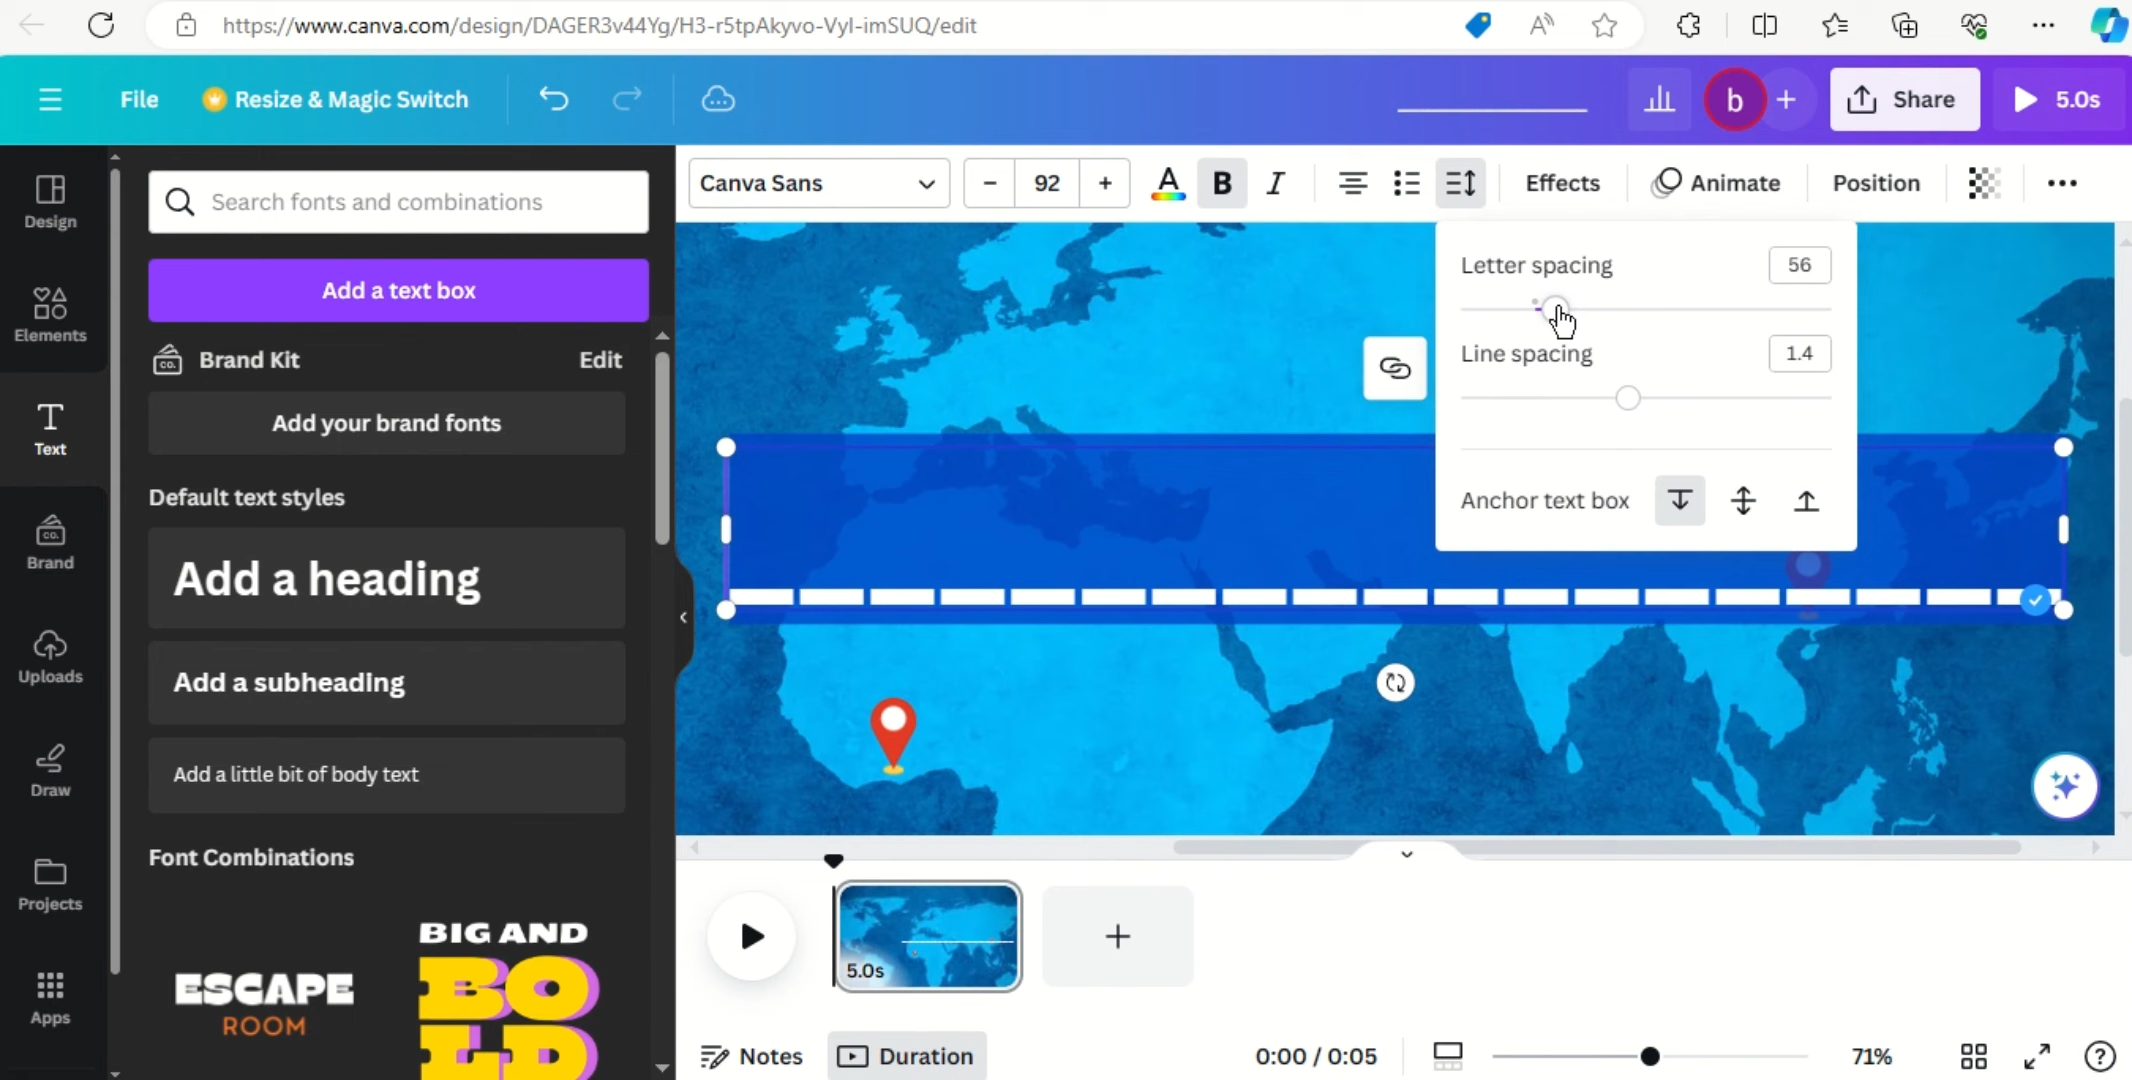 https://www.canva.com/design/DAGER3v44Yg/H3-r5tpAkyvo-VyI-imSUQ/edit
File
Resize & Magic Switch
b
+
Share
5.0s
Design
Elements
Text
Brand
Uploads
Draw
Projects
Apps
Search fonts and combinations
Add a text box
Brand Kit
Edit
Add your brand fonts
Default text styles
Add a heading
Add a subheading
Add a little bit of body text
Font Combinations
ESCAPE
ROOM
BIG AND
BO
LD
Canva Sans
− 92 +
A B I
Effects
Animate
Position
Letter spacing 56
Line spacing 1.4
Anchor text box
5.0s
Notes
Duration
0:00 / 0:05
71%